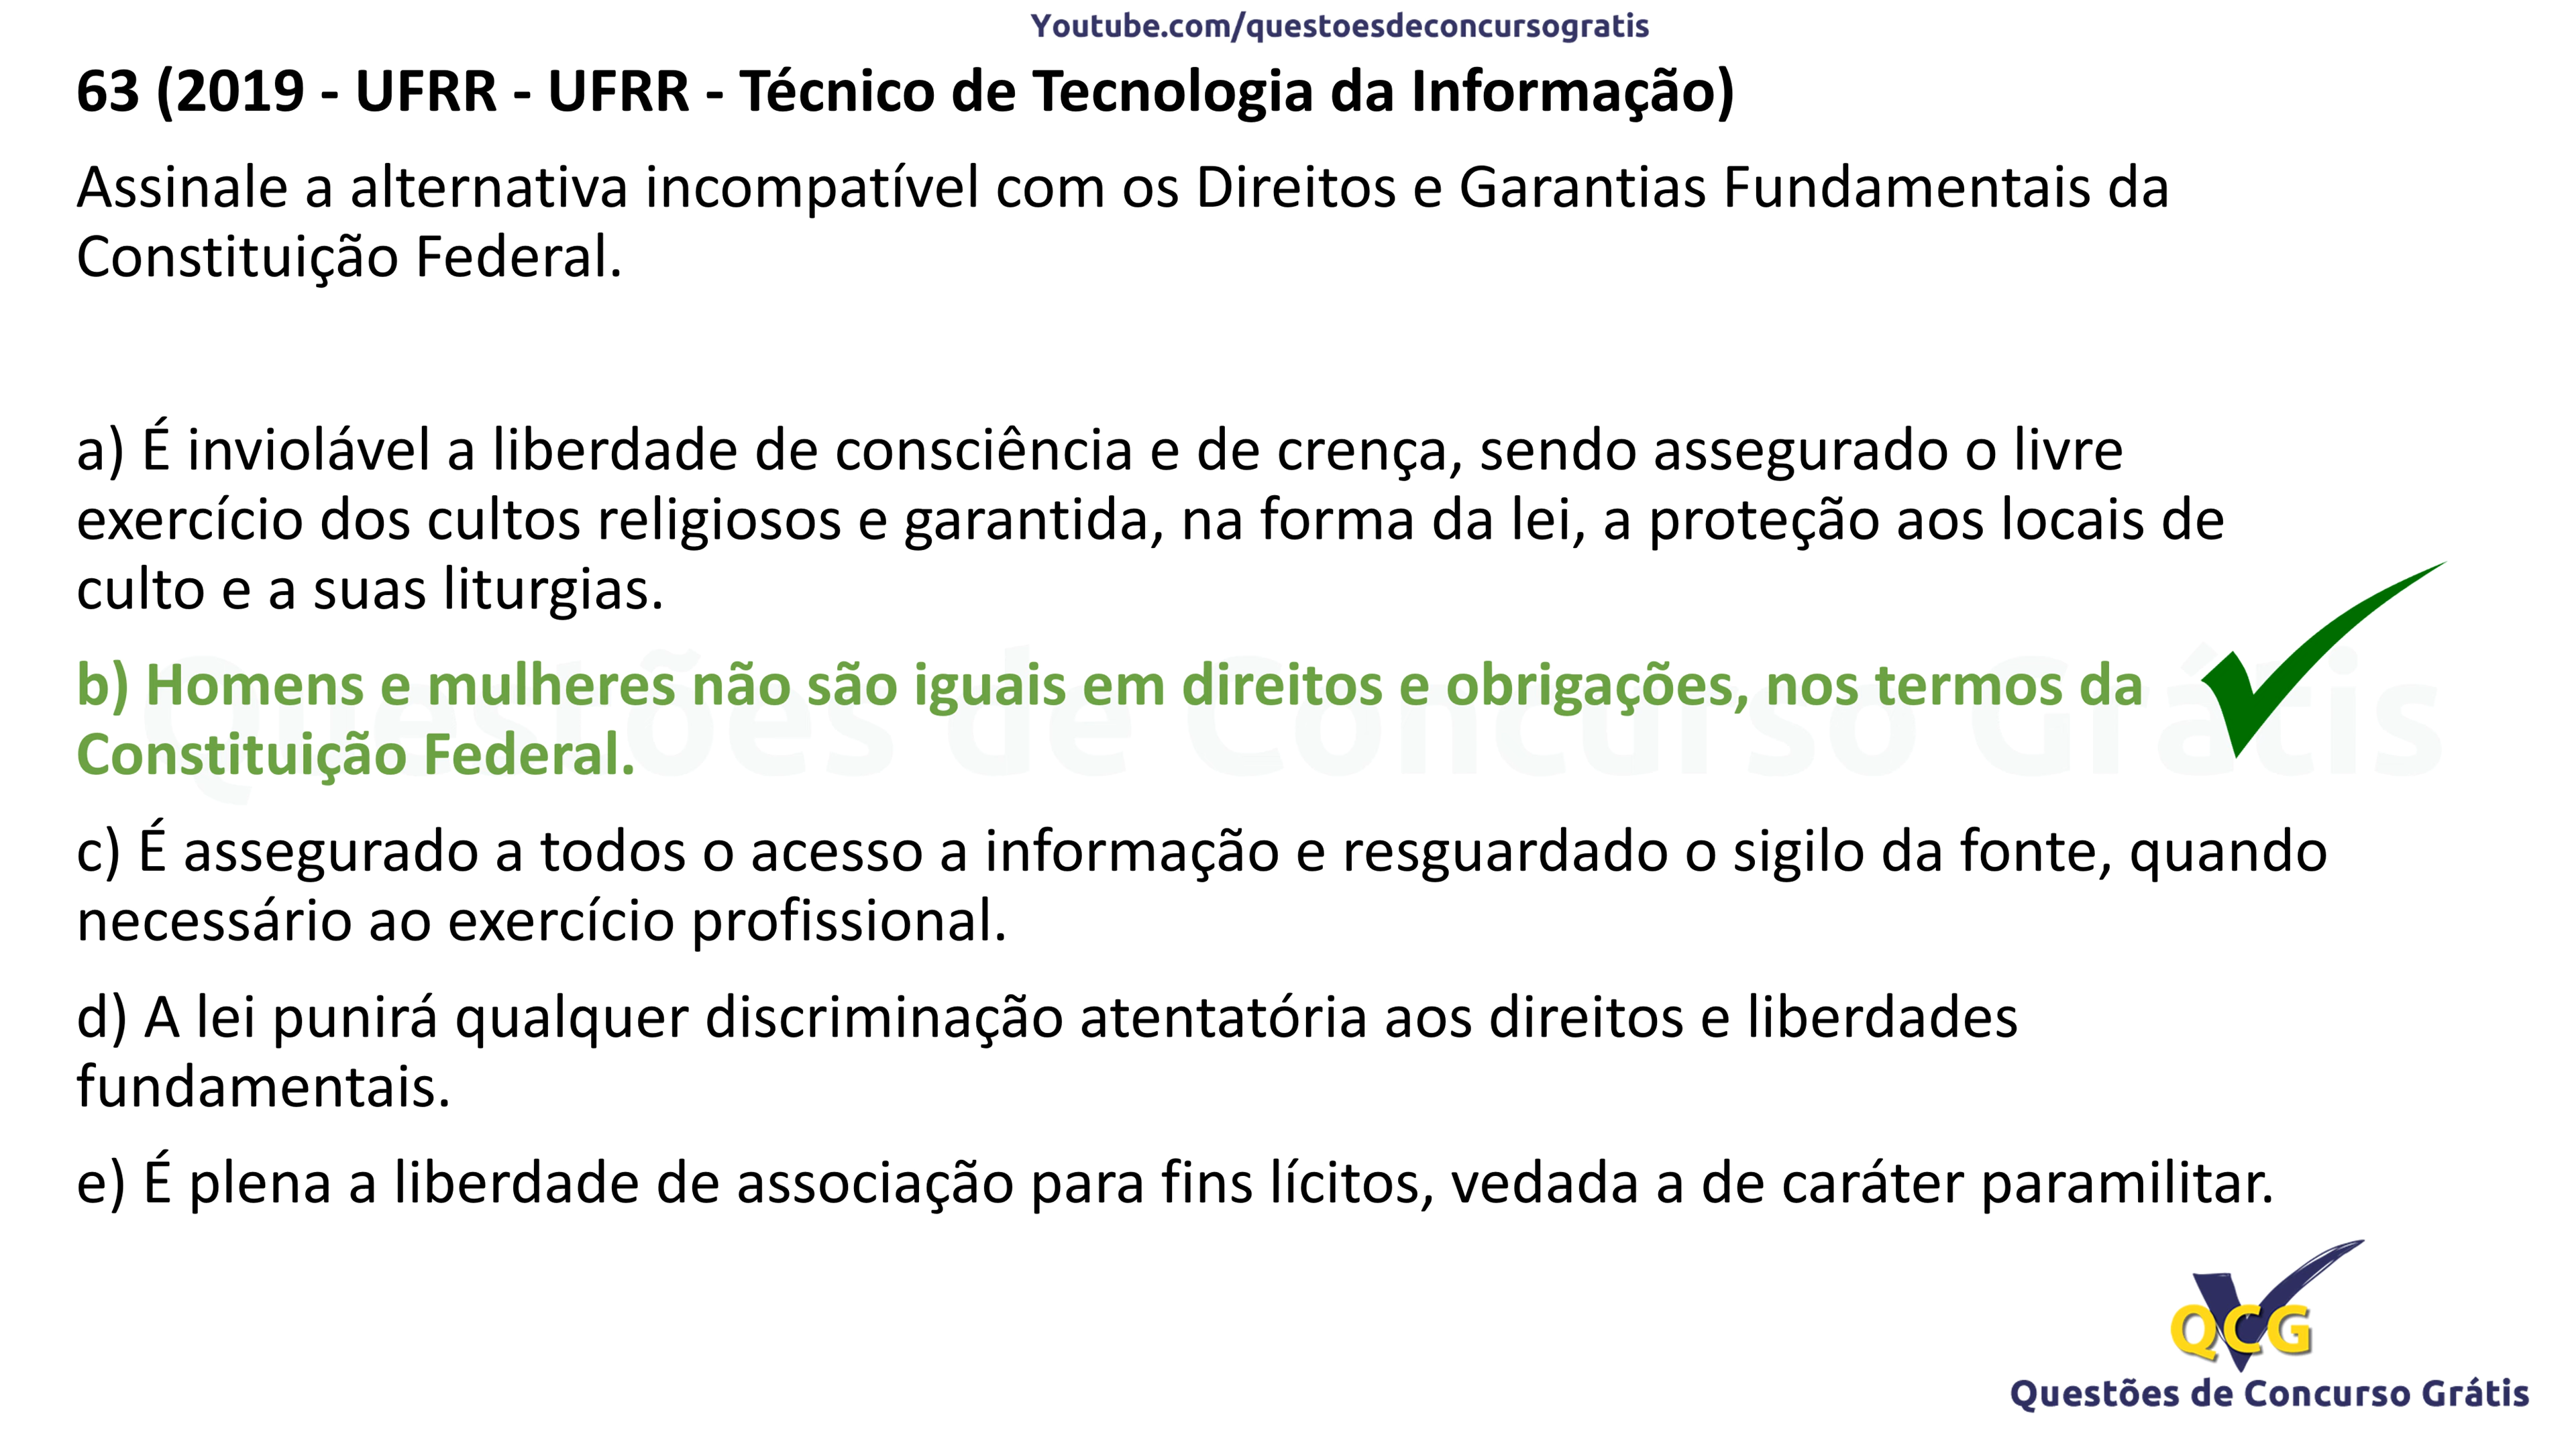 Youtube.com/questoesdeconcursogratis
63 (2019 - UFRR - UFRR - Técnico de Tecnologia da Informação)
Assinale a alternativa incompatível com os Direitos e Garantias Fundamentais da
Constituição Federal.
a) É inviolável a liberdade de consciência e de crença, sendo assegurado o livre
exercício dos cultos religiosos e garantida, na forma da lei, a proteção aos locais de
culto e a suas liturgias.
b) Homens e mulheres não são iguais em direitos e obrigações, nos termos da
Constituição Federal.
Questões de Concurso Grátis
c) É assegurado a todos o acesso a informação e resguardado o sigilo da fonte, quando
necessário ao exercício profissional.
d) A lei punirá qualquer discriminação atentatória aos direitos e liberdades
fundamentais.
e) É plena a liberdade de associação para fins lícitos, vedada a de caráter paramilitar.
QCG
Questões de Concurso Grátis